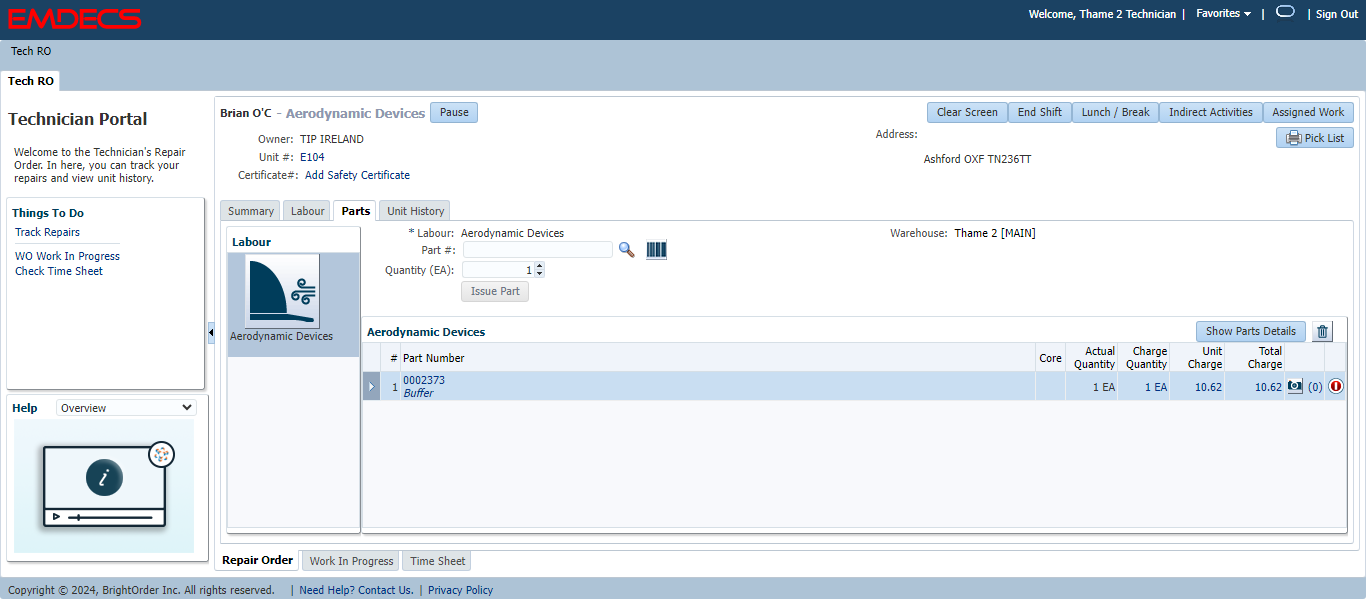 EMDECS
Welcome, Thame 2 Technician | Favorites | | Sign Out
Tech RO
Tech RO
Technician Portal
Welcome to the Technician's Repair
Order. In here, you can track your
repairs and view unit history.
Things To Do
Track Repairs
WO Work In Progress
Check Time Sheet
Help Overview
i
Brian O'C - Aerodynamic Devices Pause
Clear Screen End Shift Lunch / Break Indirect Activities Assigned Work
Owner: TIP IRELAND
Unit #: E104
Certificate#: Add Safety Certificate
Address:
Pick List
Ashford OXF TN236TT
Summary Labour Parts Unit History
Labour
Aerodynamic Devices
* Labour: Aerodynamic Devices
Warehouse: Thame 2 [MAIN]
Part #:
Quantity (EA): 1
Issue Part
Aerodynamic Devices Show Parts Details
# Part Number Core Actual Quantity Charge Quantity Unit Charge Total Charge
1 0002373 1 EA 1 EA 10.62 10.62 (0)
Buffer
Repair Order Work In Progress Time Sheet
Copyright © 2024, BrightOrder Inc. All rights reserved. | Need Help? Contact Us. | Privacy Policy